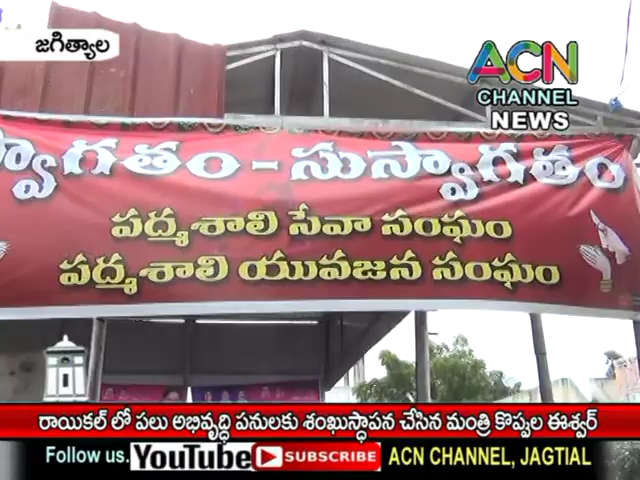 జగిత్యాల
ACN
CHANNEL
NEWS
స్వాగతం - సుస్వాగతం
పద్మశాలి సేవా సంఘం
పద్మశాలి యువజన సంఘం
రాయికల్ లో పలు అభివృద్ధి పనులకు శంఖుస్థాపన చేసిన మంత్రి కొప్పుల ఈశ్వర్
Follow us. YouTube SUBSCRIBE ACN CHANNEL, JAGTIAL